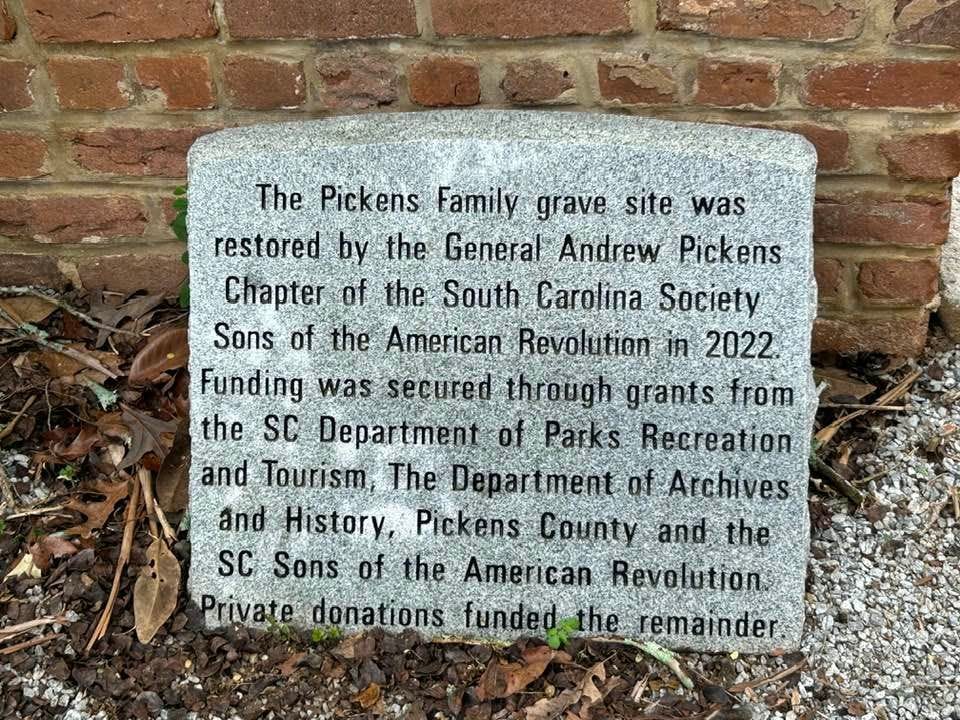 The Pickens Family grave site was
restored by the General Andrew Pickens
Chapter of the South Carolina Society
Sons of the American Revolution in 2022.
Funding was secured through grants from
the SC Department of Parks Recreation
and Tourism, The Department of Archives
and History, Pickens County and the
SC Sons of the American Revolution.
Private donations funded the remainder.